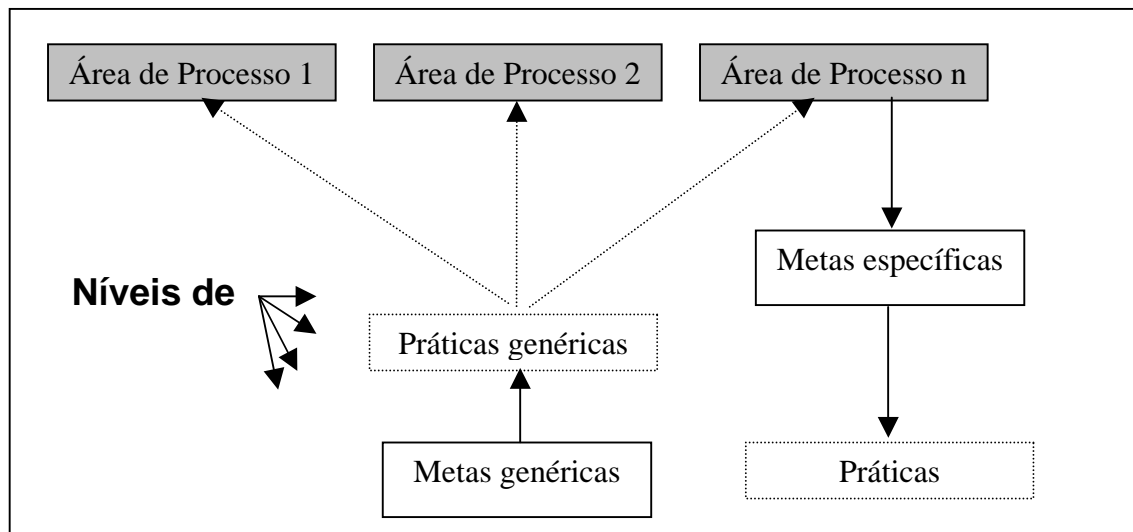 Área de Processo 1
Área de Processo 2
Área de Processo n
Metas específicas
Níveis de
Práticas genéricas
Metas genéricas
Práticas